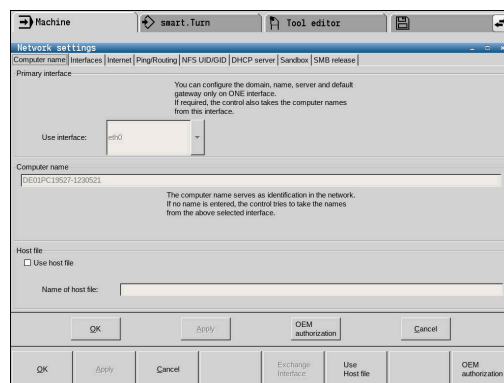 Machine
smart.Turn
Tool editor
Network settings
Computer name Interfaces Internet Ping/Routing NFS UID/GID DHCP server Sandbox SMB release
Primary interface
You can configure the domain, name, server and default
gateway only on ONE interface.
If required, the control also takes the computer names
from this interface.
Use interface:
eth0
Computer name
DE01PC19527-1230521
The computer name serves as identification in the network.
If no name is entered, the control tries to take the names
from the above selected interface.
Host file
Use host file
Name of host file:
OK
Apply
OEM
authorization
Cancel
OK
Apply
Cancel
Exchange
Interface
Use
Host file
OEM
authorization